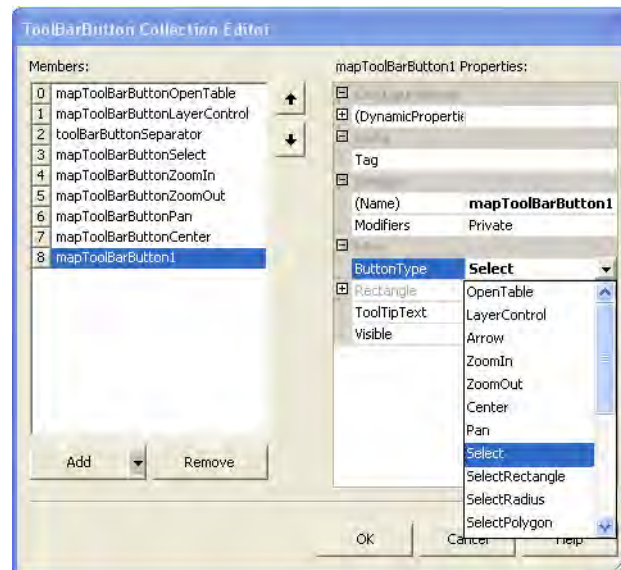 ToolBarButton Collection Editor
Members:
0 mapToolBarButtonOpenTable
1 mapToolBarButtonLayerControl
2 toolBarButtonSeparator
3 mapToolBarButtonSelect
4 mapToolBarButtonZoomIn
5 mapToolBarButtonZoomOut
6 mapToolBarButtonPan
7 mapToolBarButtonCenter
8 mapToolBarButton1
Add
Remove
mapToolBarButton1 Properties:
(DynamicPropertie
Tag
(Name) mapToolBarButton1
Modifiers Private
ButtonType Select
Rectangle
ToolTipText
Visible
OpenTable
LayerControl
Arrow
ZoomIn
ZoomOut
Center
Pan
Select
SelectRectangle
SelectRadius
SelectPolygon
OK
Cancel
Help